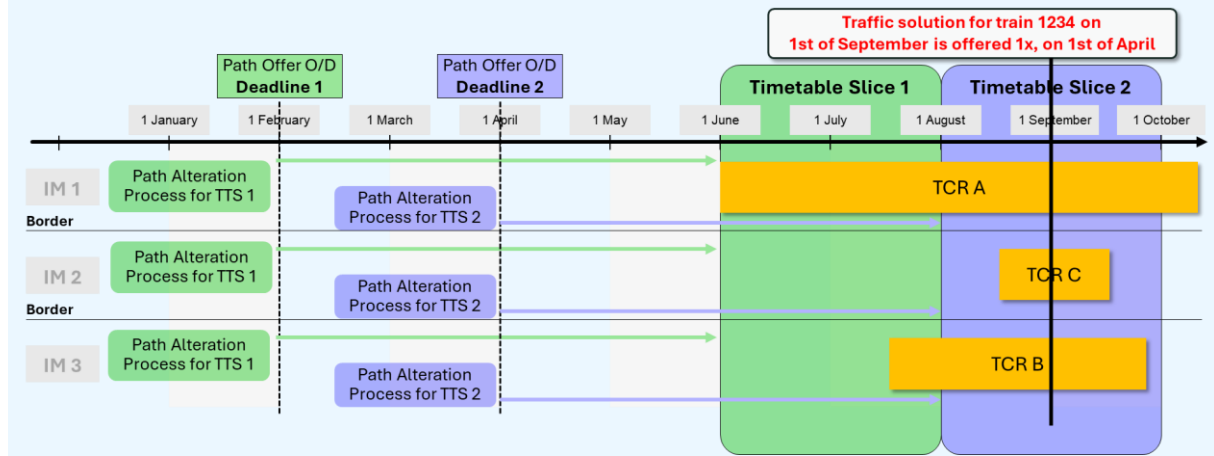 Traffic solution for train 1234 on
1st of September is offered 1x, on 1st of April
Path Offer O/D
Deadline 1
Path Offer O/D
Deadline 2
Timetable Slice 1
Timetable Slice 2
1 January
1 February
1 March
1 April
1 May
1 June
1 July
1 August
1 September
1 October
IM 1
Path Alteration
Process for TTS 1
Path Alteration
Process for TTS 2
TCR A
Border
IM 2
Path Alteration
Process for TTS 1
Path Alteration
Process for TTS 2
TCR C
Border
IM 3
Path Alteration
Process for TTS 1
Path Alteration
Process for TTS 2
TCR B